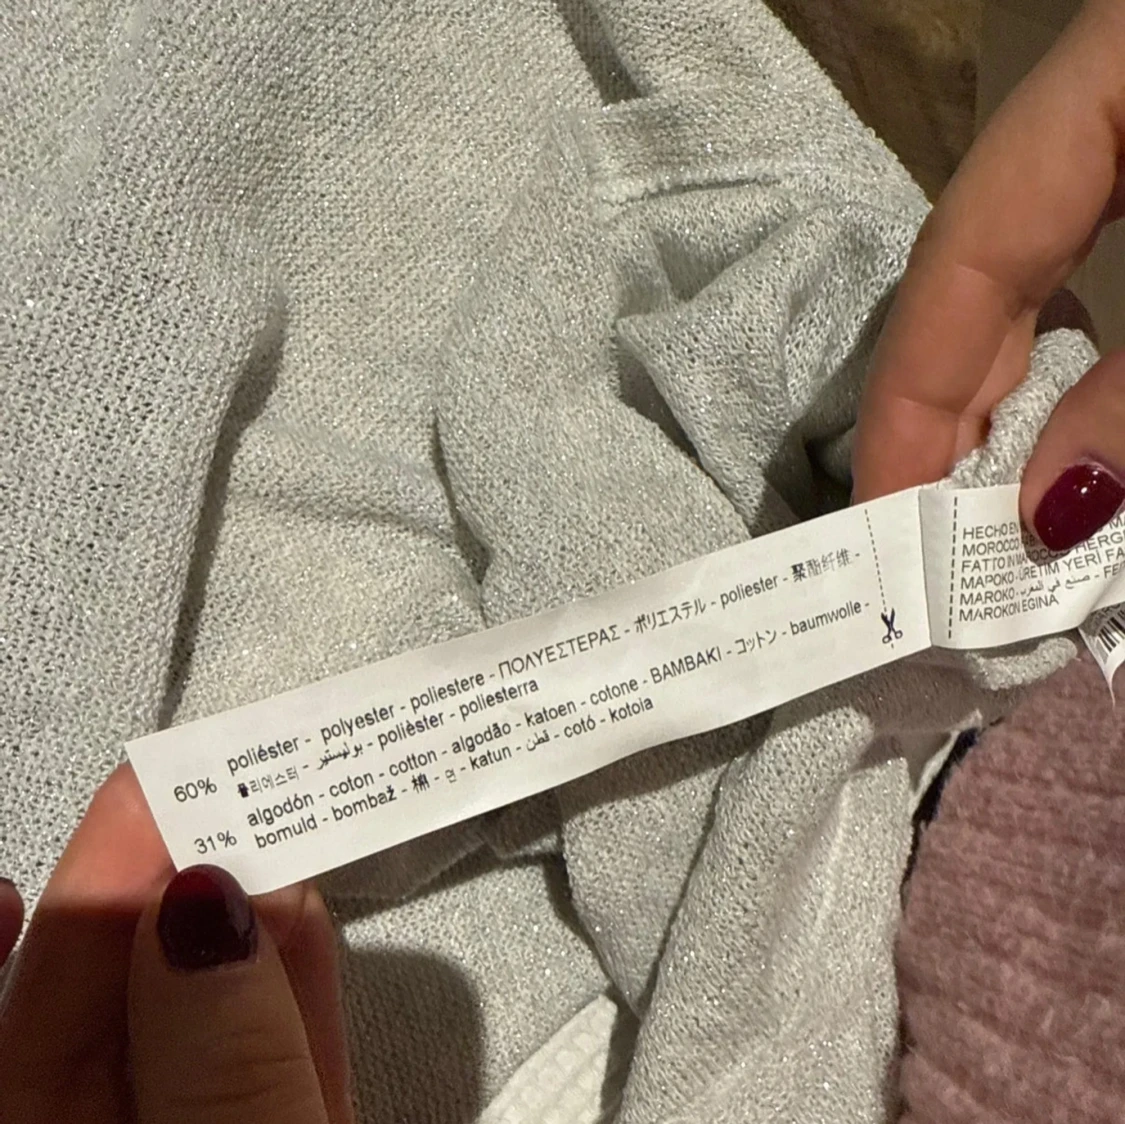 60% poliéster - polyester - poliestere - ΠΟΛΥΕΣΤΕΡΑΣ - ポリエステル - poliester - 聚酯纤维 -
폴리에스터 - بوليستير - polièster - poliesterra
31% algodón - coton - cotton - algodão - katoen - cotone - BAMBAKI - コットン - baumwolle -
bomuld - bombaž - 棉 - 면 - katun - قطن - cotó - kotoia
HECHO EN
MOROCCO
FATTO IN MAROCCO HERGE
MAPOKO - ÜRETIM YERİ FA
MAROKO - صنع في المغرب - FE
MAROKON EGINA